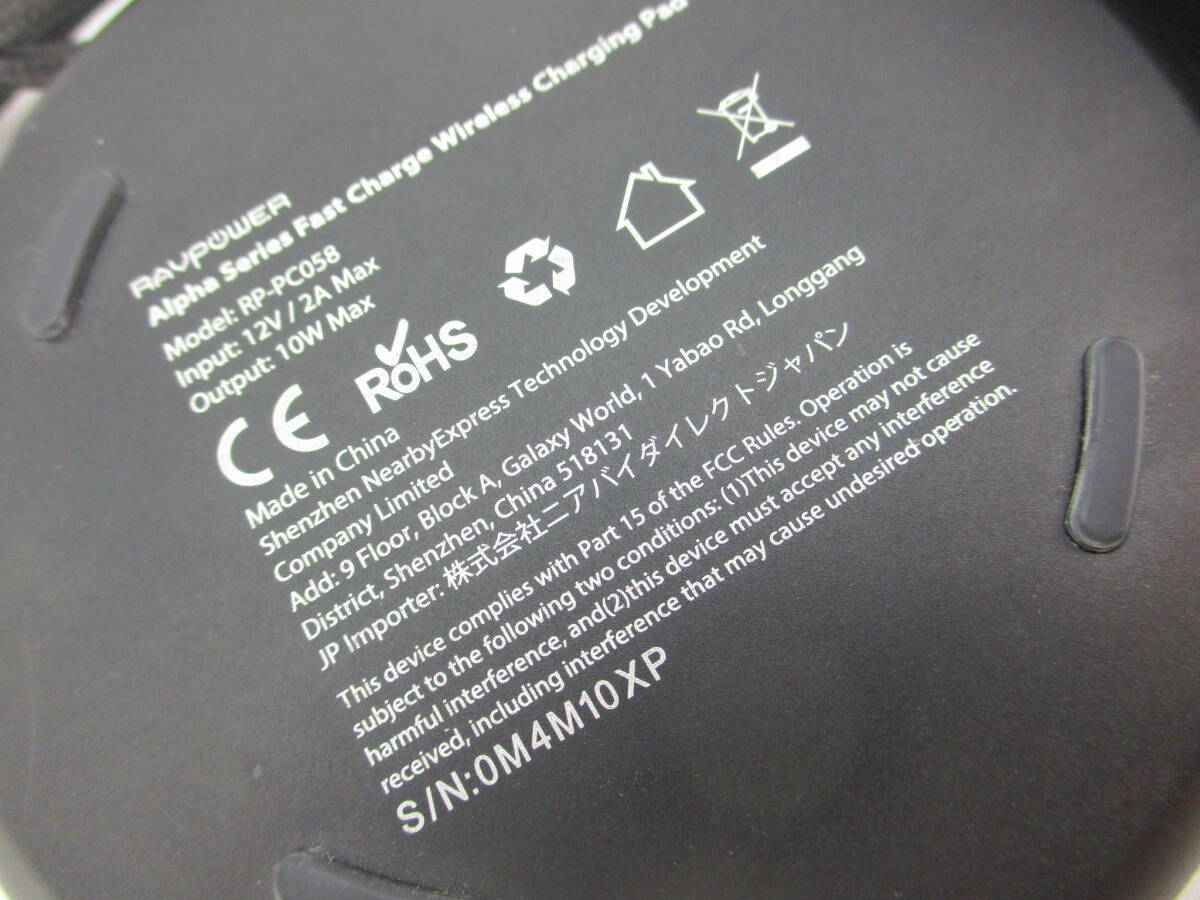 RAVPOWER
Alpha Series Fast Charge Wireless Charging Pad
Model: RP-PC058
Input: 12V / 2A Max
Output: 10W Max
CE RoHS
Made in China
Shenzhen NearbyExpress Technology Development
Company Limited
Add: 9 Floor, Block A, Galaxy World, 1 Yabao Rd, Longgang
District, Shenzhen, China 518131
JP Importer: 株式会社ニアバイダイレクトジャパン
This device complies with Part 15 of the FCC Rules. Operation is
subject to the following two conditions: (1)This device may not cause
harmful interference, and(2)this device must accept any interference
received, including interference that may cause undesired operation.
S/N:0M4M10XP